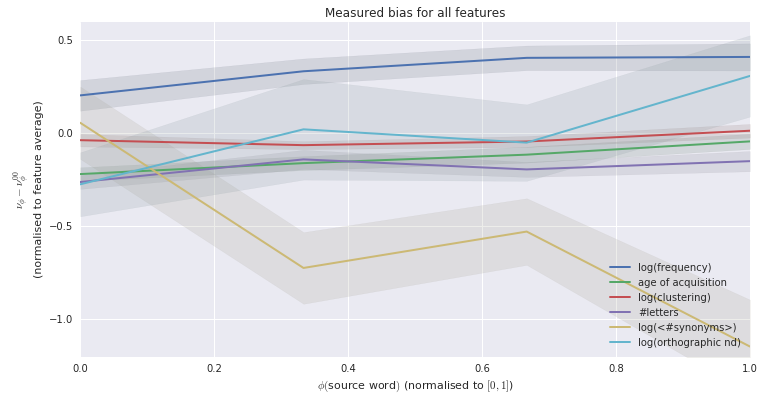 Measured bias for all features
0.5
0.0
−0.5
−1.0
ν_φ − ν_φ^00
(normalised to feature average)
log(frequency)
age of acquisition
log(clustering)
#letters
log(<#synonyms>)
log(orthographic nd)
0.0 0.2 0.4 0.6 0.8 1.0
ϕ(source word) (normalised to [0, 1])